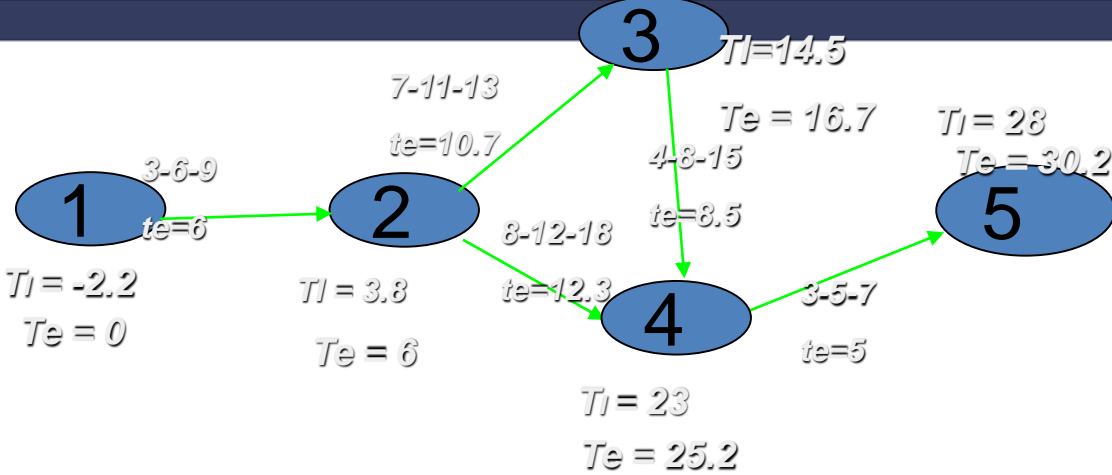 3
Tl=14.5
7-11-13
Te = 16.7
Tl = 28
te=10.7
4-8-15
Te = 30.2
3-6-9
1
2
te=8.5
5
te=6
8-12-18
Tl = -2.2
Tl = 3.8
te=12.3
3-5-7
Te = 0
4
Te = 6
te=5
Tl = 23
Te = 25.2